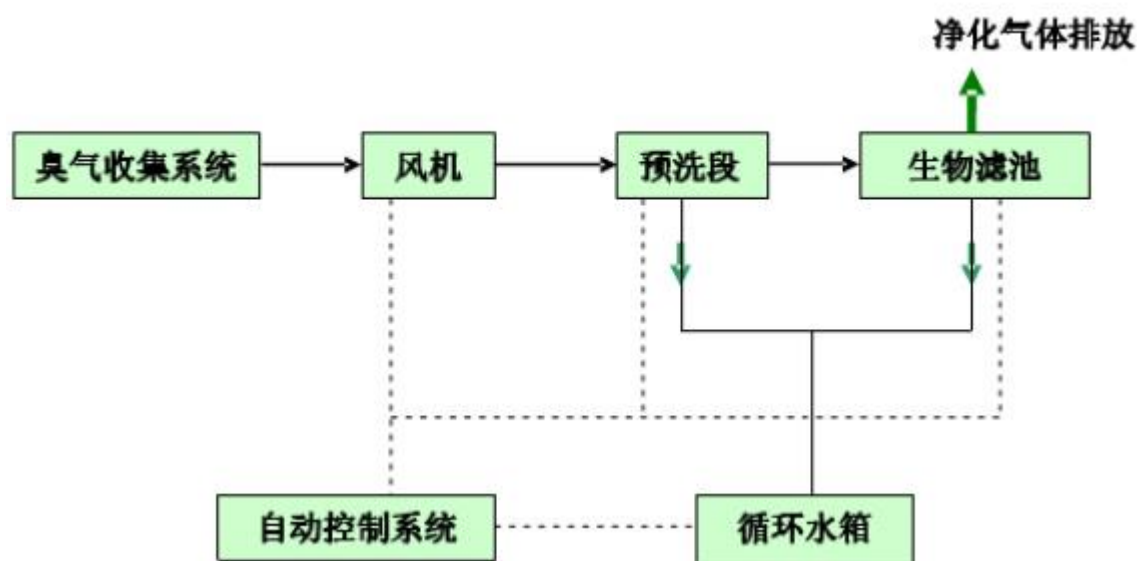 净化气体排放
臭气收集系统
风机
预洗段
生物滤池
自动控制系统
循环水箱